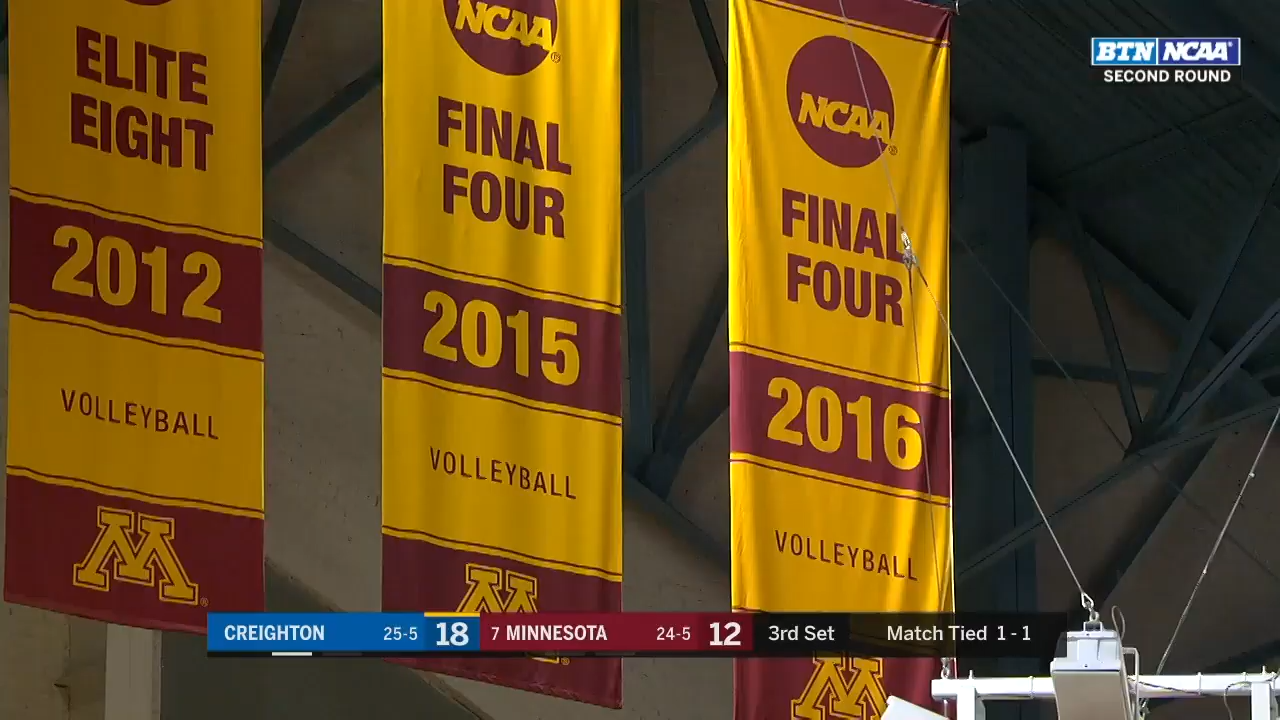 ELITE
EIGHT
2012
VOLLEYBALL
M
®
NCAA®
FINAL
FOUR
2015
VOLLEYBALL
M
®
NCAA®
FINAL
FOUR
2016
VOLLEYBALL
M
BTN NCAA®
SECOND ROUND
CREIGHTON 25-5 18 7 MINNESOTA 24-5 12 3rd Set Match Tied 1 - 1